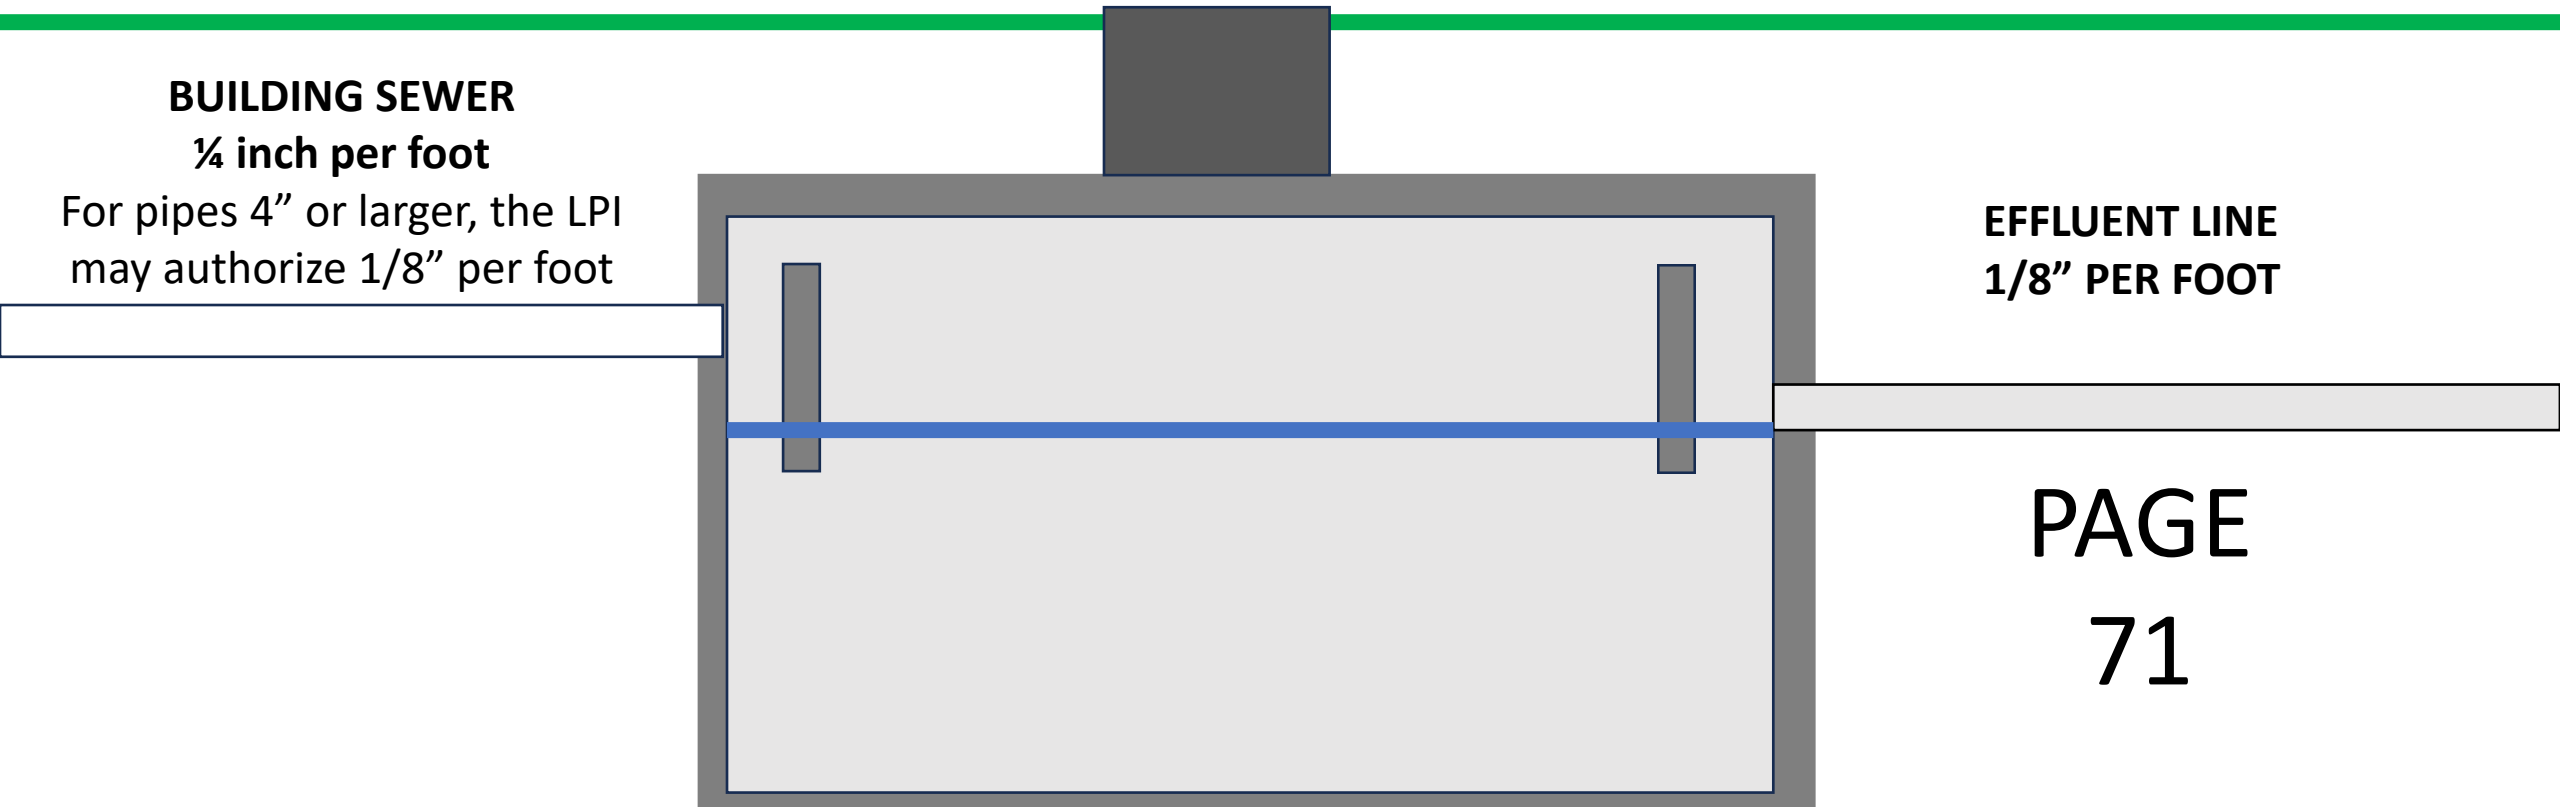 BUILDING SEWER
¼ inch per foot
For pipes 4” or larger, the LPI
may authorize 1/8” per foot
EFFLUENT LINE
1/8” PER FOOT
PAGE
71